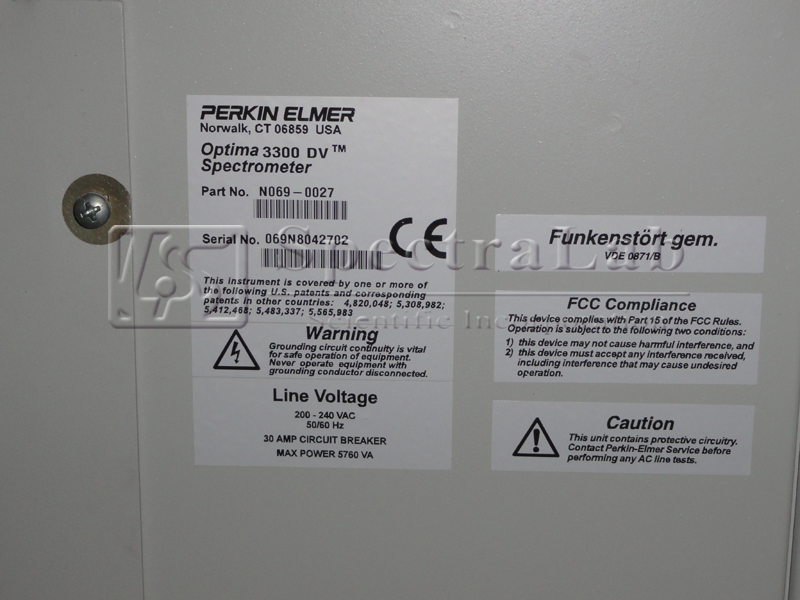 PERKIN ELMER
Norwalk, CT 06859 USA
Optima 3300 DV™
Spectrometer
Part No. N069-0027
Serial No. 069N8042702
CE
This instrument is covered by one or more of
the following U.S. patents and corresponding
patents in other countries: 4,820,048; 5,308,982;
5,412,468; 5,483,337; 5,565,983
Warning
Grounding circuit continuity is vital
for safe operation of equipment.
Never operate equipment with
grounding conductor disconnected.
Line Voltage
200 - 240 VAC
50/60 Hz
30 AMP CIRCUIT BREAKER
MAX POWER 5760 VA
Funkenstört gem.
VDE 0871/B
FCC Compliance
This device complies with Part 15 of the FCC Rules.
Operation is subject to the following two conditions:
1) this device may not cause harmful interference, and
2) this device must accept any interference received,
including interference that may cause undesired
operation.
Caution
This unit contains protective circuitry.
Contact Perkin-Elmer Service before
performing any AC line tests.
SpectraLab
Scientific Inc